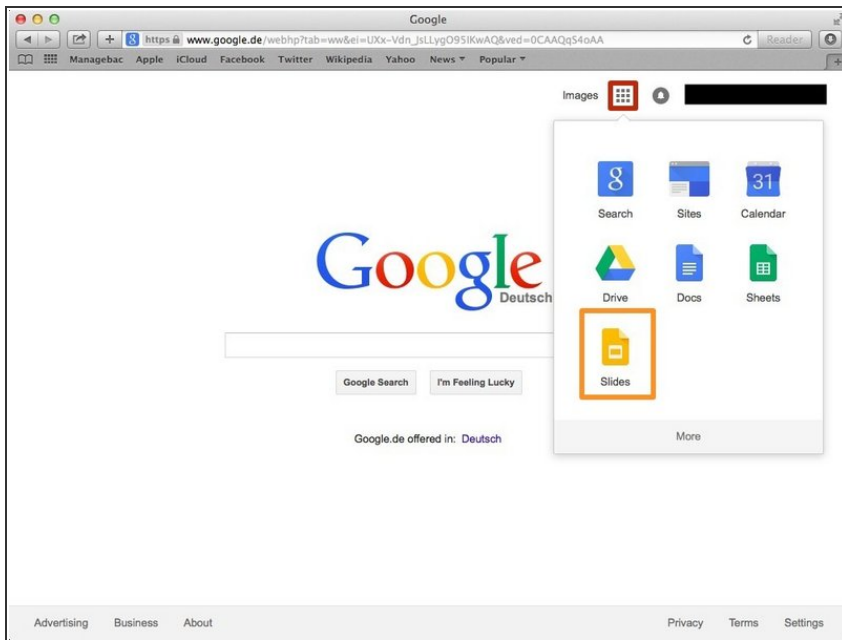 Google
https www.google.de/webhp?tab=ww&ei=UXx-Vdn_JsLLygO95IKwAQ&ved=0CAAQqS4oAA Reader
Managebac Apple iCloud Facebook Twitter Wikipedia Yahoo News Popular
Images
8
31
Search Sites Calendar
Google
Deutsch
Drive Docs Sheets
Google Search I'm Feeling Lucky
Slides
Google.de offered in: Deutsch
More
Advertising Business About Privacy Terms Settings